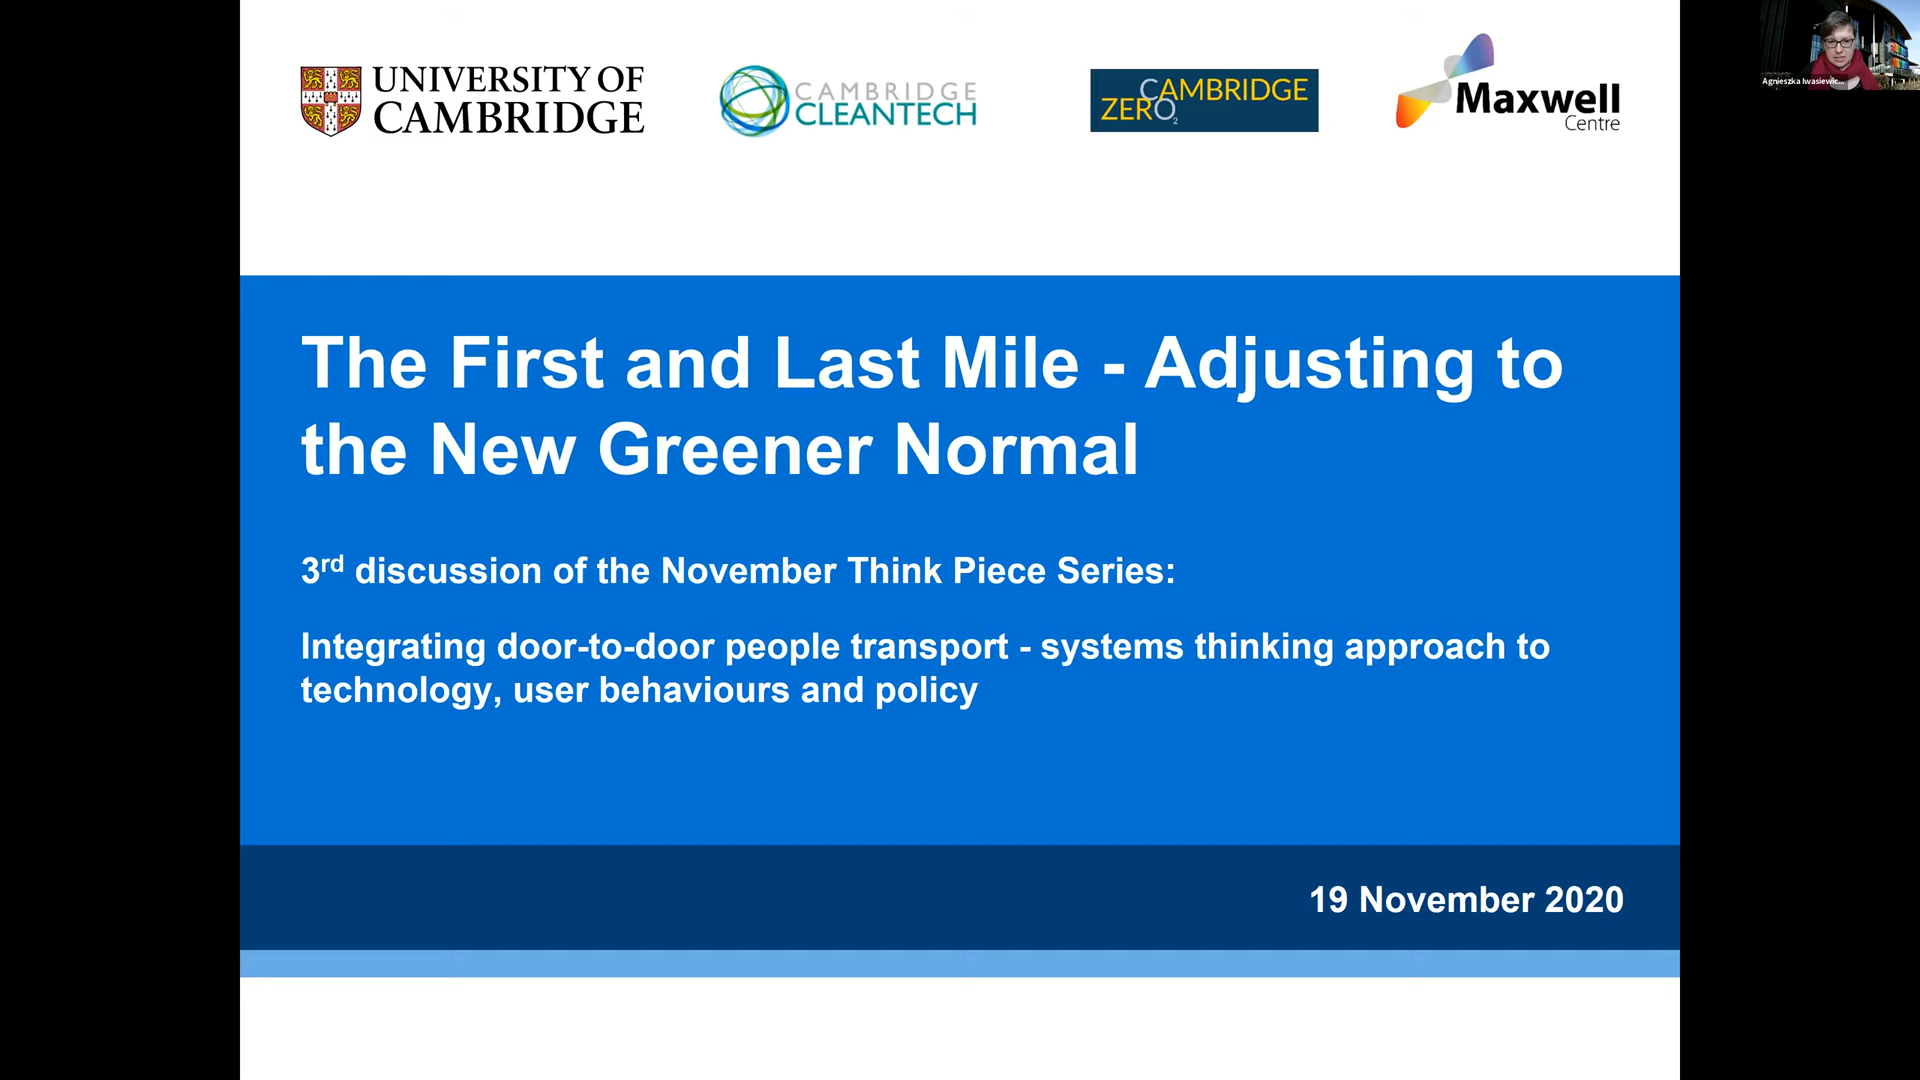 UNIVERSITY OF
CAMBRIDGE
CAMBRIDGE
CLEANTECH
CAMBRIDGE
ZERO2
Maxwell
Centre
Agnieszka Iwasiewic...
The First and Last Mile - Adjusting to
the New Greener Normal
3rd discussion of the November Think Piece Series:
Integrating door-to-door people transport - systems thinking approach to
technology, user behaviours and policy
19 November 2020